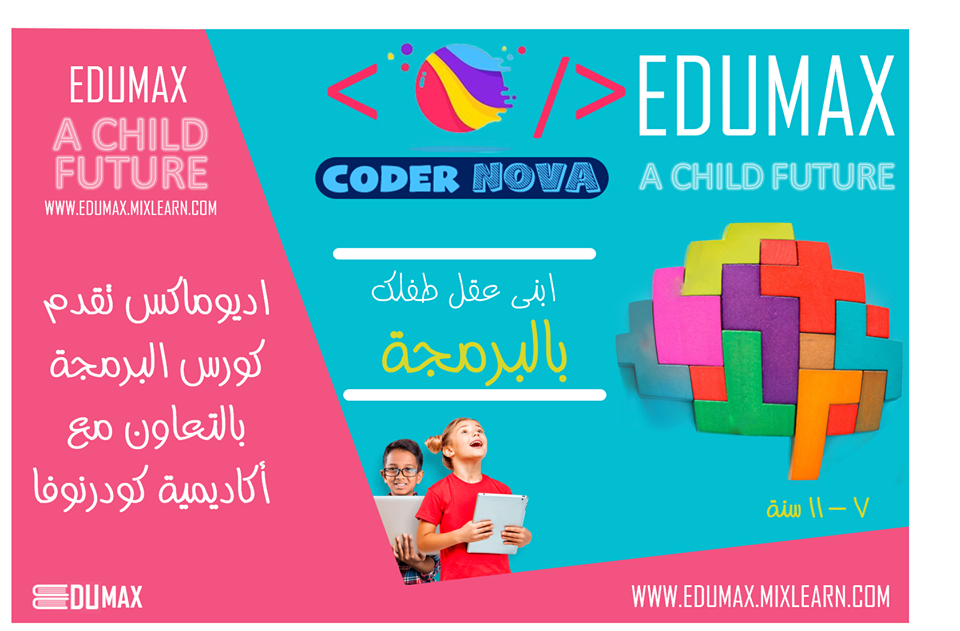 EDUMAX
A CHILD
FUTURE
WWW.EDUMAX.MIXLEARN.COM
اديوماكس تقدم
كورس البرمجة
بالتعاون مع
أكاديمية كودرنوفا
EDUMAX
< />
CODER NOVA
ابنى عقل طفلك
بالبرمجة
EDUMAX
A CHILD FUTURE
٧ – ١١ سنة
WWW.EDUMAX.MIXLEARN.COM